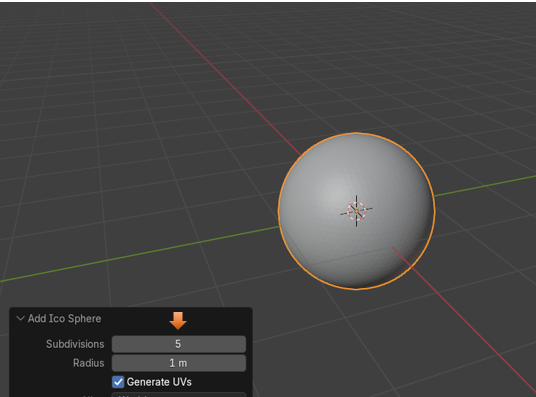 Add Ico Sphere
Subdivisions 5
Radius 1 m
Generate UVs